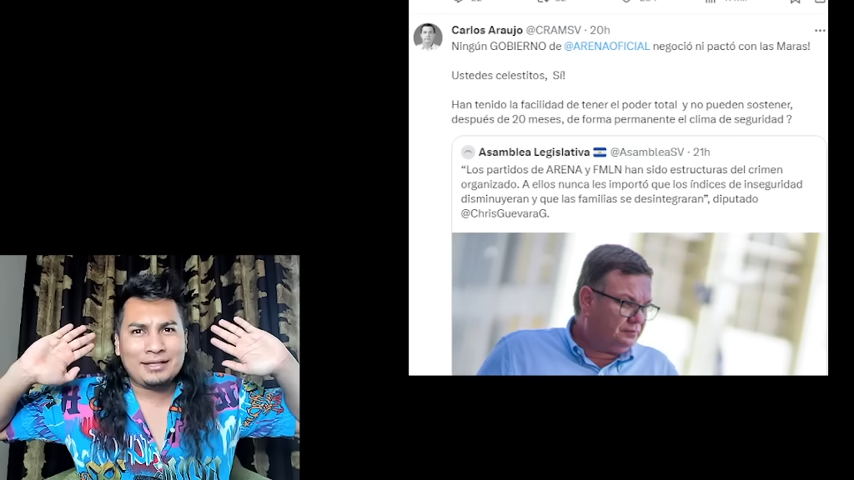 Carlos Araujo @CRAMSV · 20h
Ningún GOBIERNO de @ARENAOFICIAL negoció ni pactó con las Maras!
Ustedes celestitos, Sí!
Han tenido la facilidad de tener el poder total y no pueden sostener,
después de 20 meses, de forma permanente el clima de seguridad ?
Asamblea Legislativa @AsambleaSV · 21h
“Los partidos de ARENA y FMLN han sido estructuras del crimen
organizado. A ellos nunca les importó que los índices de inseguridad
disminuyeran y que las familias se desintegraran”, diputado
@ChrisGuevaraG.